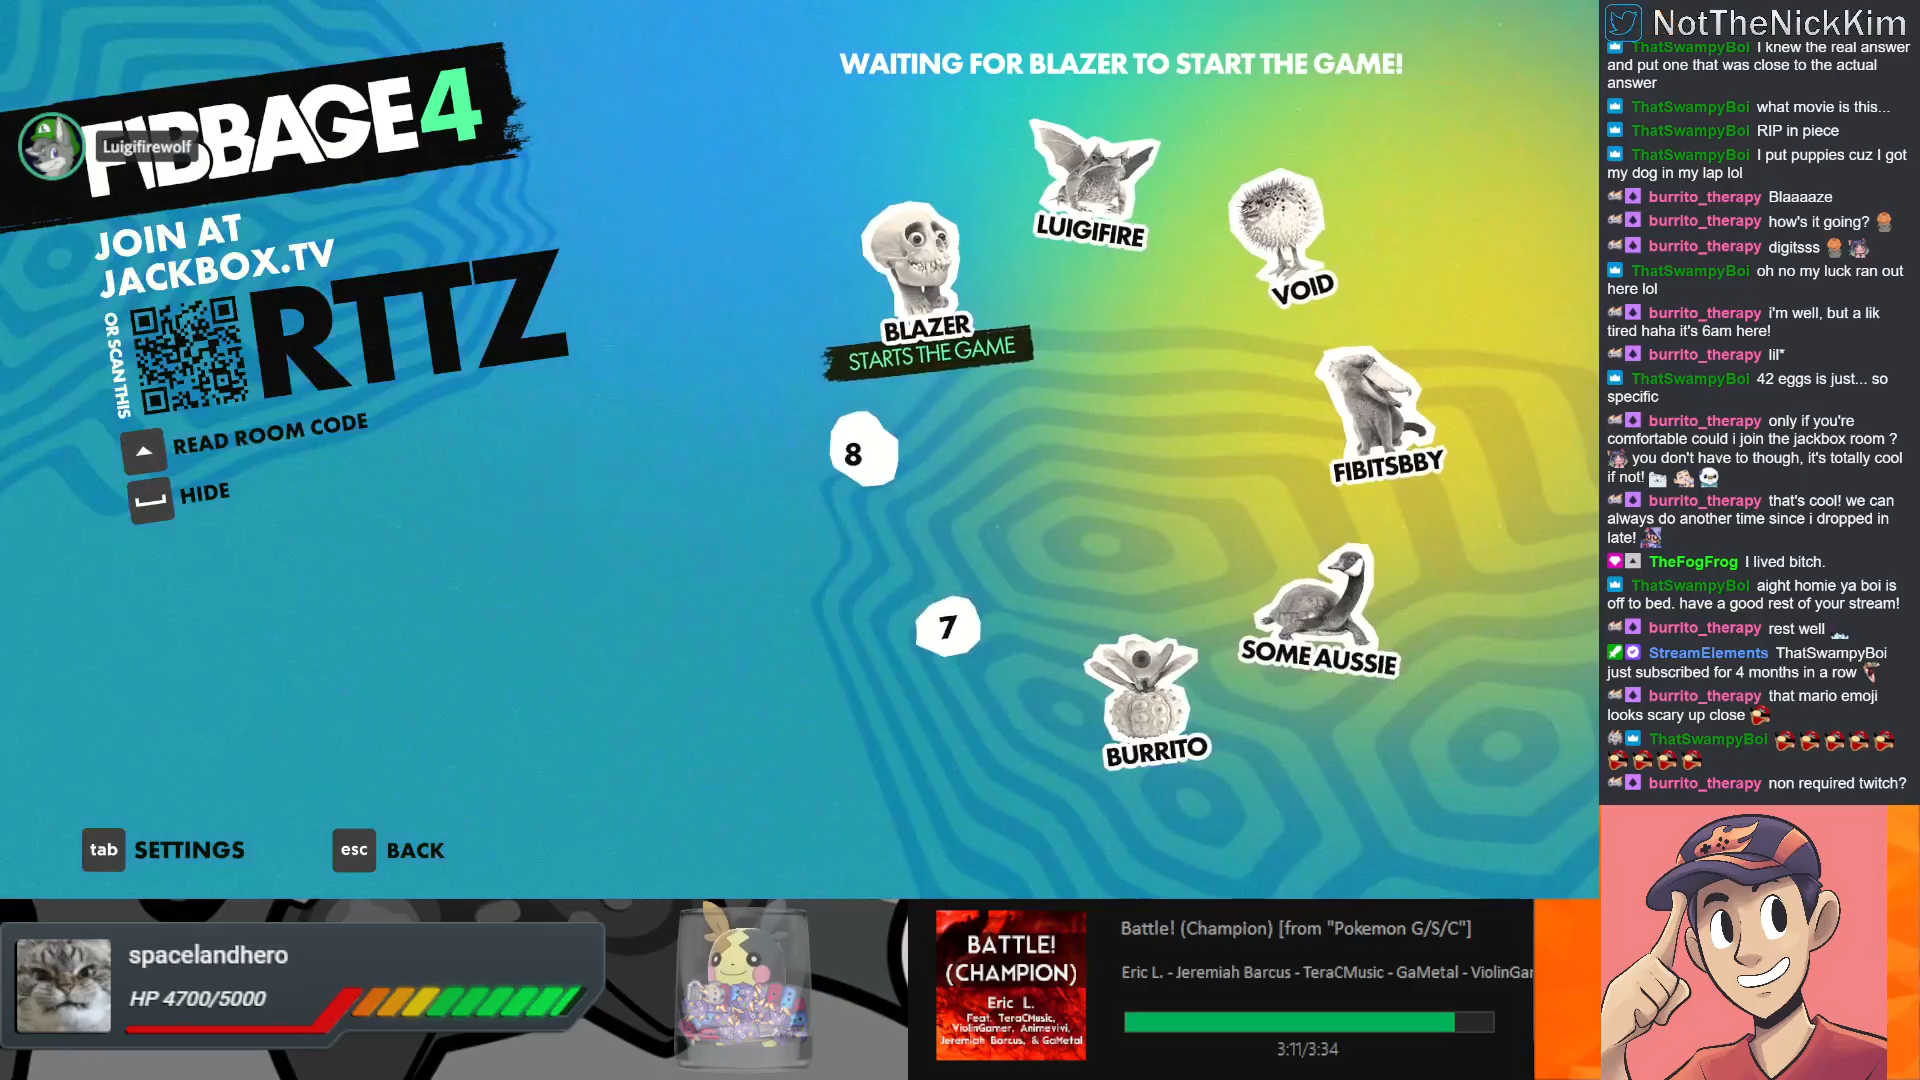 FIBBAGE 4
Luigifirewolf
JOIN AT
JACKBOX.TV
OR SCAN THIS
RTTZ
READ ROOM CODE
HIDE
WAITING FOR BLAZER TO START THE GAME!
BLAZER
STARTS THE GAME
LUIGIFIRE
VOID
FIBITSBBY
SOME AUSSIE
BURRITO
7
8
tab SETTINGS
esc BACK
spacelandhero
HP 4700/5000
BATTLE!
(CHAMPION)
Eric L.
Feat. TeraCMusic,
ViolinGamer, Animevivi,
Jeremiah Barcus, & GaMetal
Battle! (Champion) [from "Pokemon G/S/C"]
Eric L. - Jeremiah Barcus - TeraCMusic - GaMetal - ViolinGar
3:11/3:34
NotTheNickKim
ThatSwampyBoi I knew the real answer
and put one that was close to the actual
answer
ThatSwampyBoi what movie is this...
ThatSwampyBoi RIP in piece
ThatSwampyBoi I put puppies cuz I got
my dog in my lap lol
burrito_therapy Blaaaaze
burrito_therapy how's it going?
burrito_therapy digitsss
ThatSwampyBoi oh no my luck ran out
here lol
burrito_therapy i'm well, but a lik
tired haha it's 6am here!
burrito_therapy lil*
ThatSwampyBoi 42 eggs is just... so
specific
burrito_therapy only if you're
comfortable could i join the jackbox room ?
you don't have to though, it's totally cool
if not!
burrito_therapy that's cool! we can
always do another time since i dropped in
late!
TheFogFrog I lived bitch.
ThatSwampyBoi aight homie ya boi is
off to bed. have a good rest of your stream!
burrito_therapy rest well
StreamElements ThatSwampyBoi
just subscribed for 4 months in a row
burrito_therapy that mario emoji
looks scary up close
ThatSwampyBoi
burrito_therapy non required twitch?